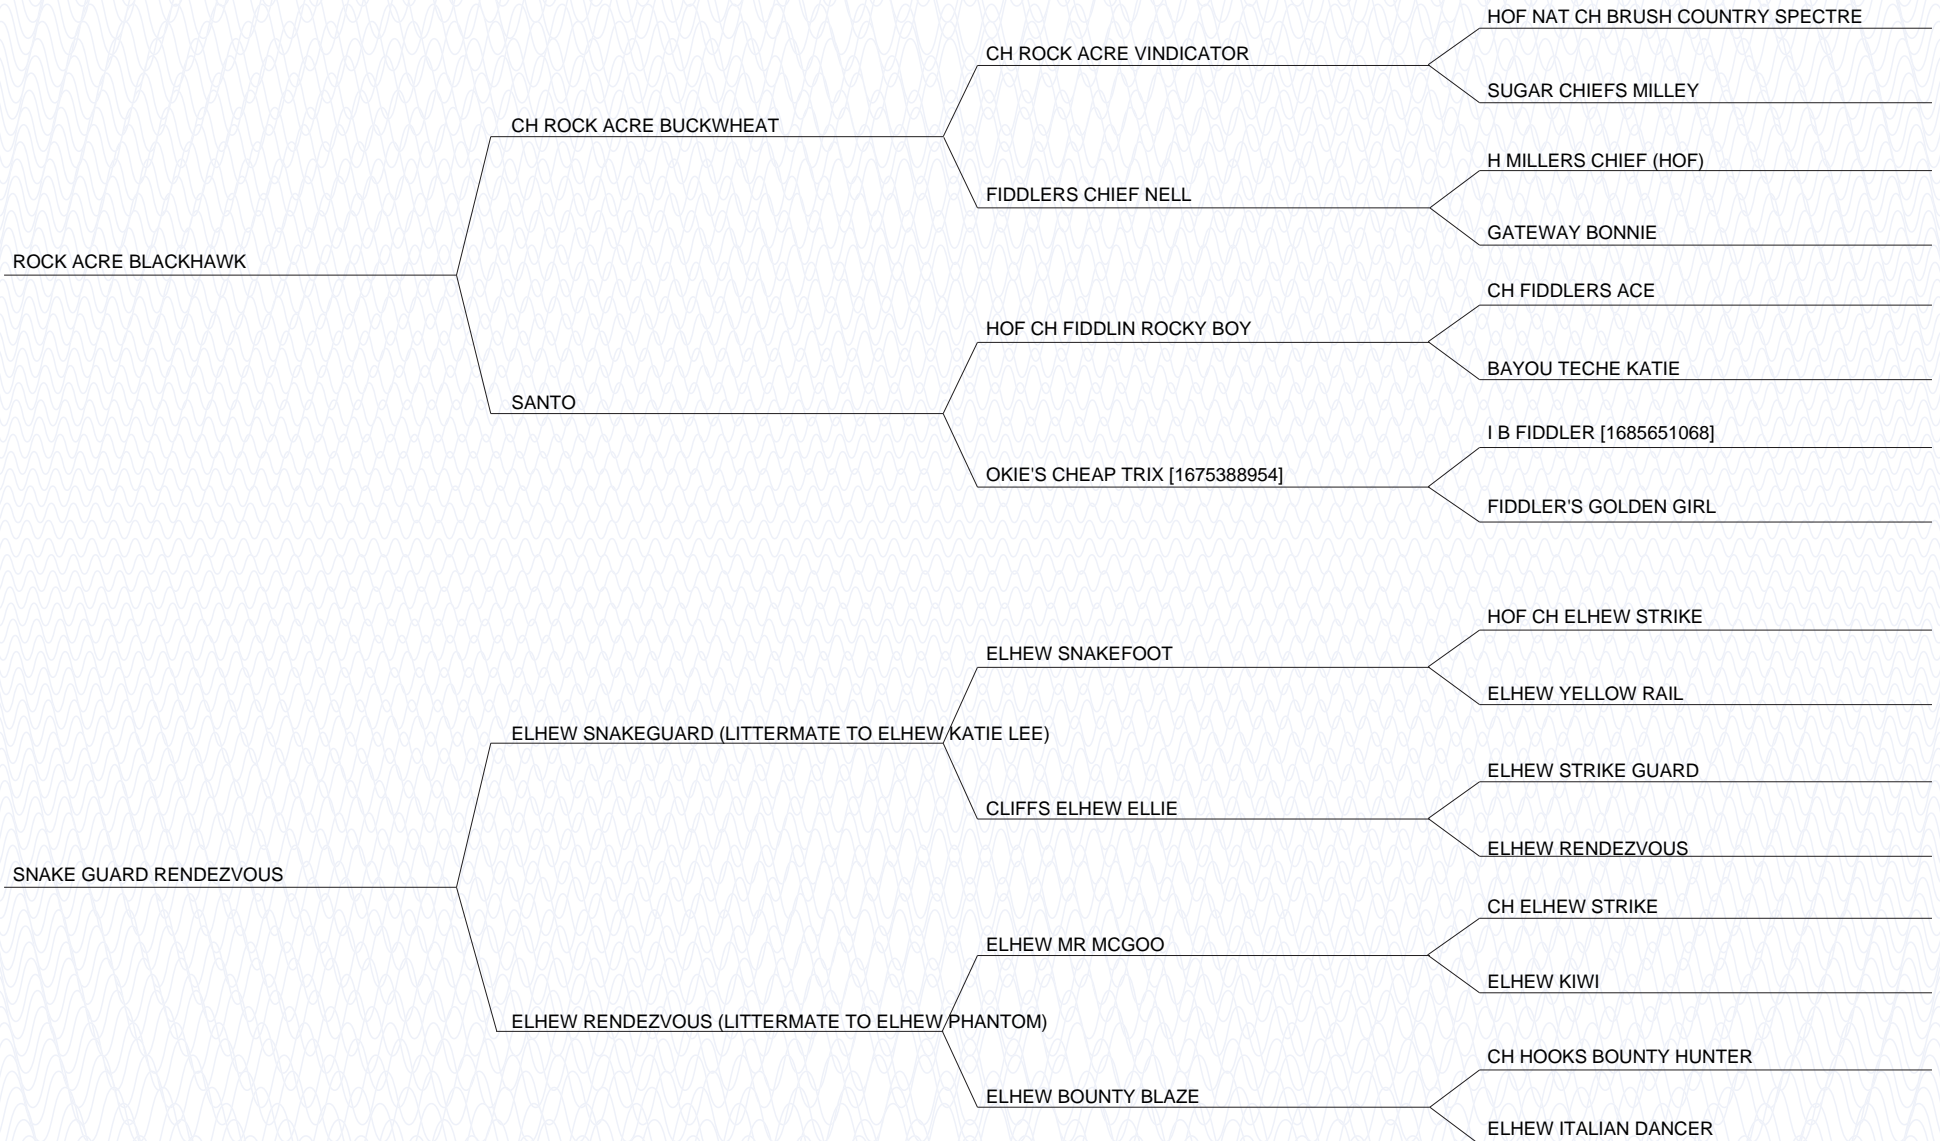 HOF NAT CH BRUSH COUNTRY SPECTRE
CH ROCK ACRE VINDICATOR
SUGAR CHIEFS MILLEY
CH ROCK ACRE BUCKWHEAT
H MILLERS CHIEF (HOF)
FIDDLERS CHIEF NELL
GATEWAY BONNIE
ROCK ACRE BLACKHAWK
CH FIDDLERS ACE
HOF CH FIDDLIN ROCKY BOY
BAYOU TECHE KATIE
SANTO
I B FIDDLER [1685651068]
OKIE'S CHEAP TRIX [1675388954]
FIDDLER'S GOLDEN GIRL
HOF CH ELHEW STRIKE
ELHEW SNAKEFOOT
ELHEW YELLOW RAIL
ELHEW SNAKEGUARD (LITTERMATE TO ELHEW KATIE LEE)
ELHEW STRIKE GUARD
CLIFFS ELHEW ELLIE
ELHEW RENDEZVOUS
SNAKE GUARD RENDEZVOUS
CH ELHEW STRIKE
ELHEW MR MCGOO
ELHEW KIWI
ELHEW RENDEZVOUS (LITTERMATE TO ELHEW PHANTOM)
CH HOOKS BOUNTY HUNTER
ELHEW BOUNTY BLAZE
ELHEW ITALIAN DANCER